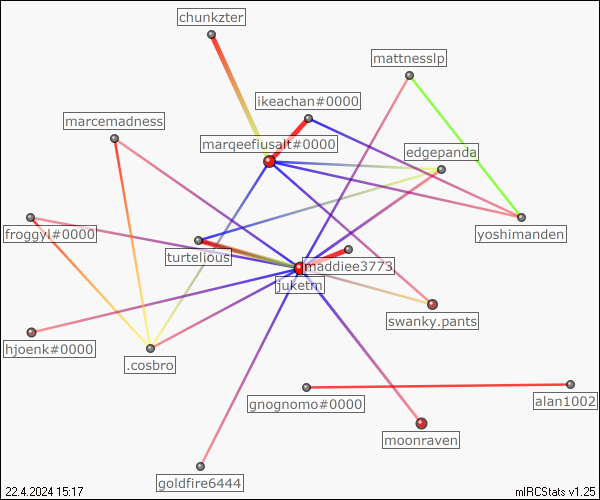 chunkzter
mattnesslp
ikeachan#0000
marcemadness
marqeefiusalt#0000
edgepanda
froggyl#0000
yoshimanden
turtelious
maddiee3773
juketm
swanky.pants
hjoenk#0000
.cosbro
gnognomo#0000
alan1002
moonraven
goldfire6444
22.4.2024 15:17
mIRCStats v1.25